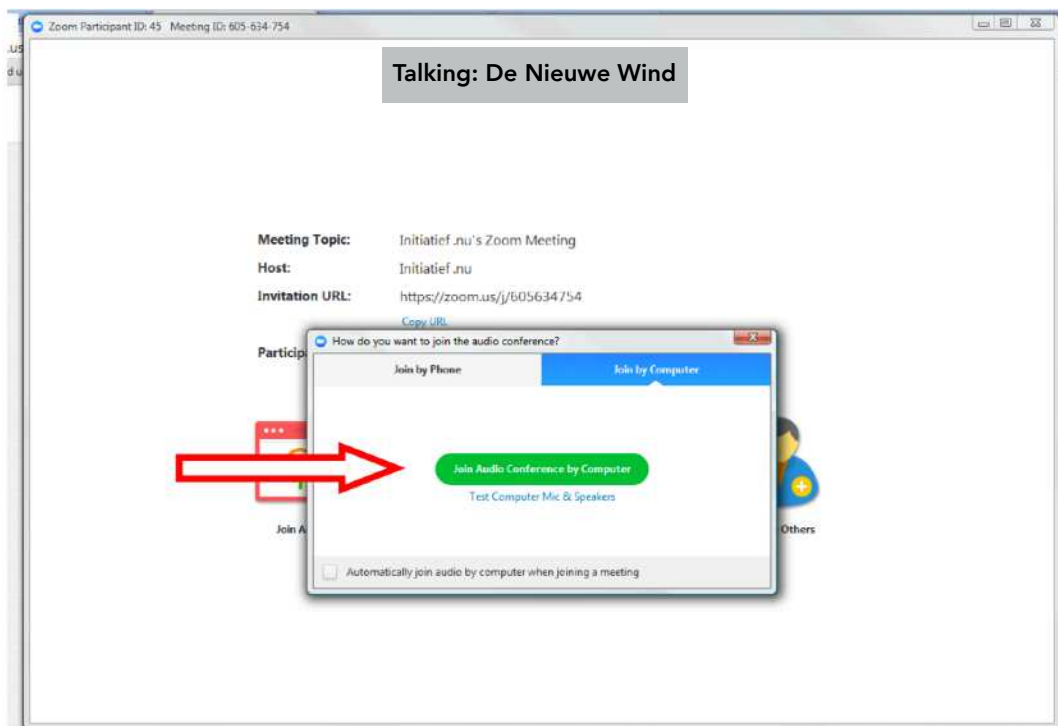 Zoom Participant ID: 45 Meeting ID: 605-634-754
.us
d u
Talking: De Nieuwe Wind
Meeting Topic: Initiatief .nu's Zoom Meeting
Host: Initiatief .nu
Invitation URL: https://zoom.us/j/605634754
Copy URL
Particip
How do you want to join the audio conference?
Join by Phone Join by Computer
Join Audio Conference by Computer
Test Computer Mic & Speakers
Join A
Others
Automatically join audio by computer when joining a meeting